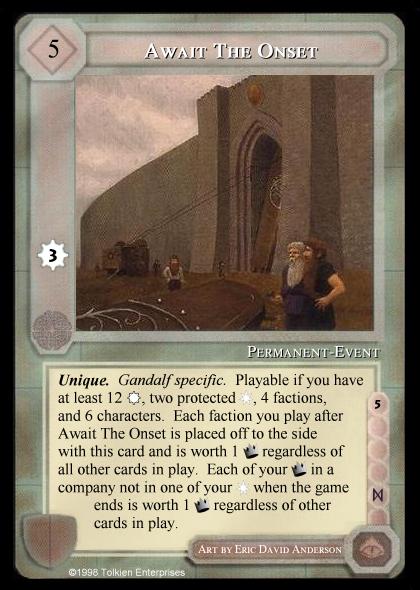 5
Await The Onset
3
Permanent-Event
Unique. Gandalf specific. Playable if you have
at least 12 , two protected , 4 factions,
and 6 characters. Each faction you play after
Await The Onset is placed off to the side
with this card and is worth 1 regardless of
all other cards in play. Each of your in a
company not in one of your when the game
ends is worth 1 regardless of other
cards in play.
5
Art by Eric David Anderson
©1998 Tolkien Enterprises